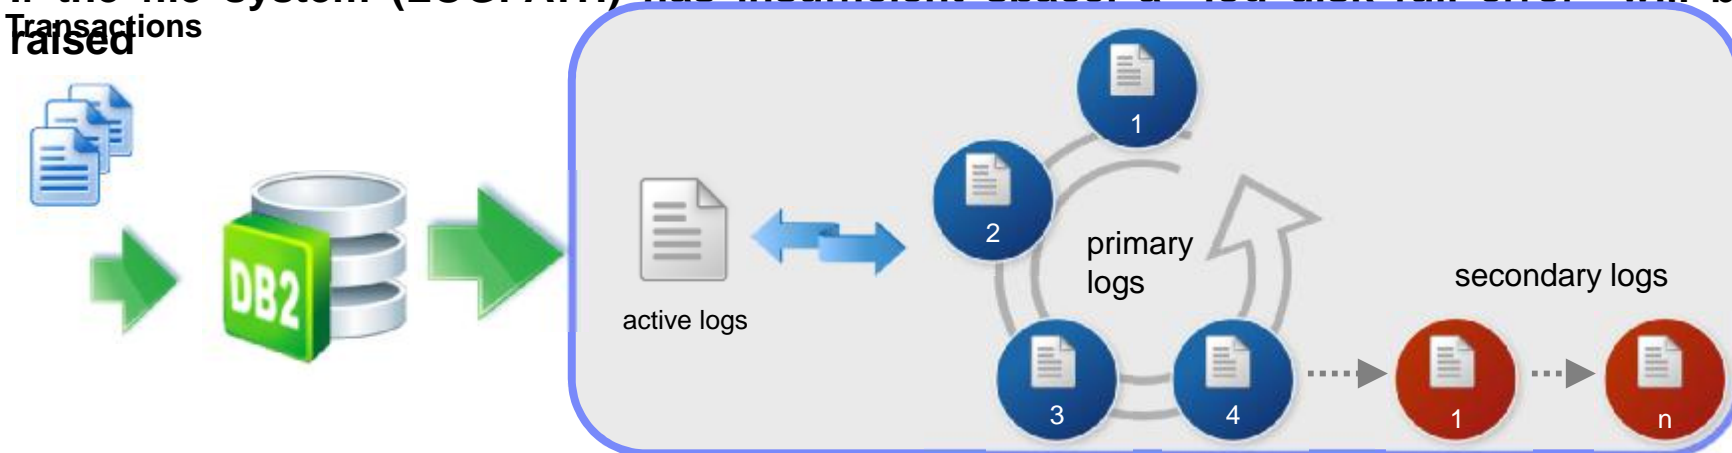 Transactions
raised
1
2
primary
logs
secondary logs
DB2
active logs
3
4
1
n